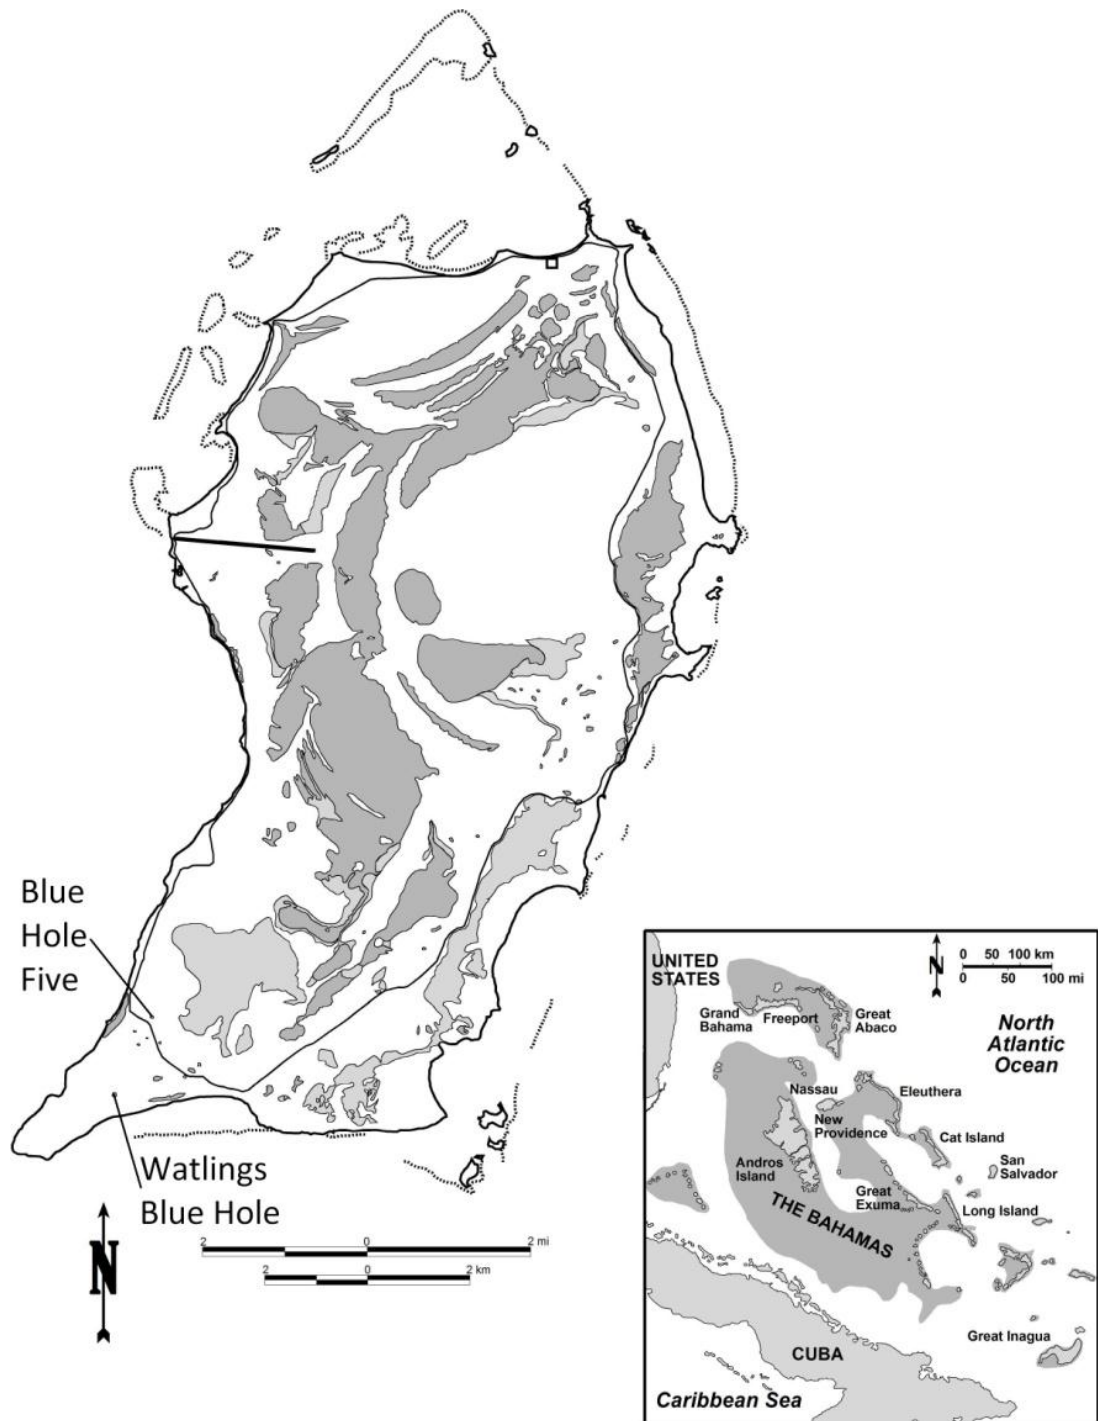 Blue
Hole
Five
Watlings
Blue Hole
N
2 0 2 mi
2 0 2 km
UNITED
STATES
N
0 50 100 km
0 50 100 mi
Grand
Bahama
Freeport
Great
Abaco
North
Atlantic
Ocean
Nassau
Eleuthera
New
Providence
Cat Island
Andros
Island
San
Salvador
Great
Exuma
Long Island
THE BAHAMAS
Great Inagua
CUBA
Caribbean Sea